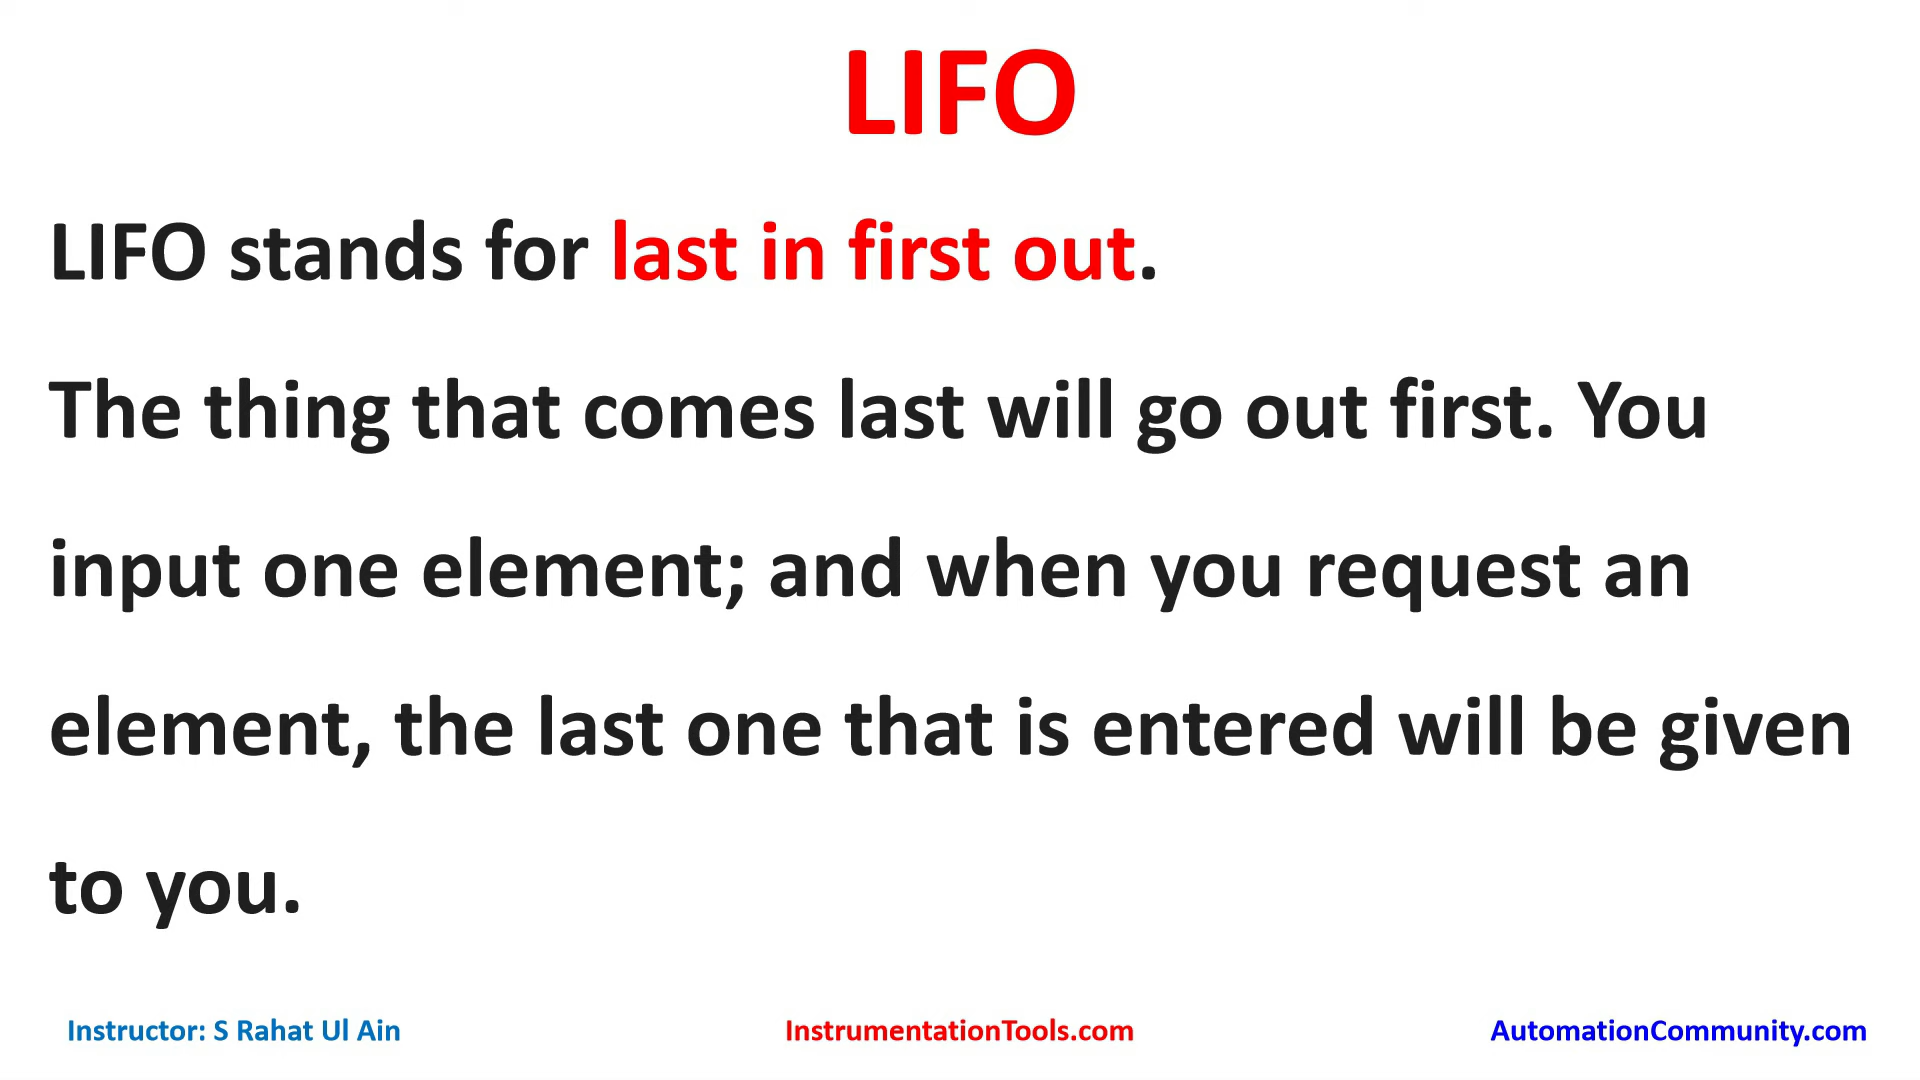 LIFO
LIFO stands for last in first out.
The thing that comes last will go out first. You
input one element; and when you request an
element, the last one that is entered will be given
to you.
Instructor: S Rahat Ul Ain
InstrumentationTools.com
AutomationCommunity.com